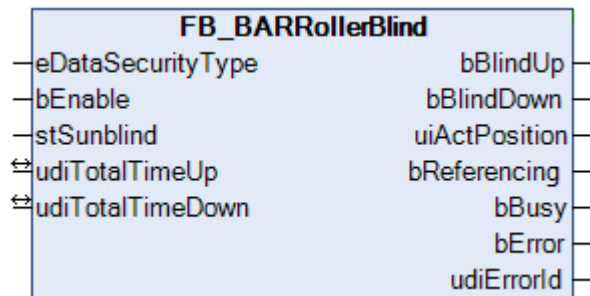 FB_BARRollerBlind
eDataSecurityType bBlindUp
bEnable bBlindDown
stSunblind uiActPosition
udiTotalTimeUp bReferencing
udiTotalTimeDown bBusy
bError
udiErrorId